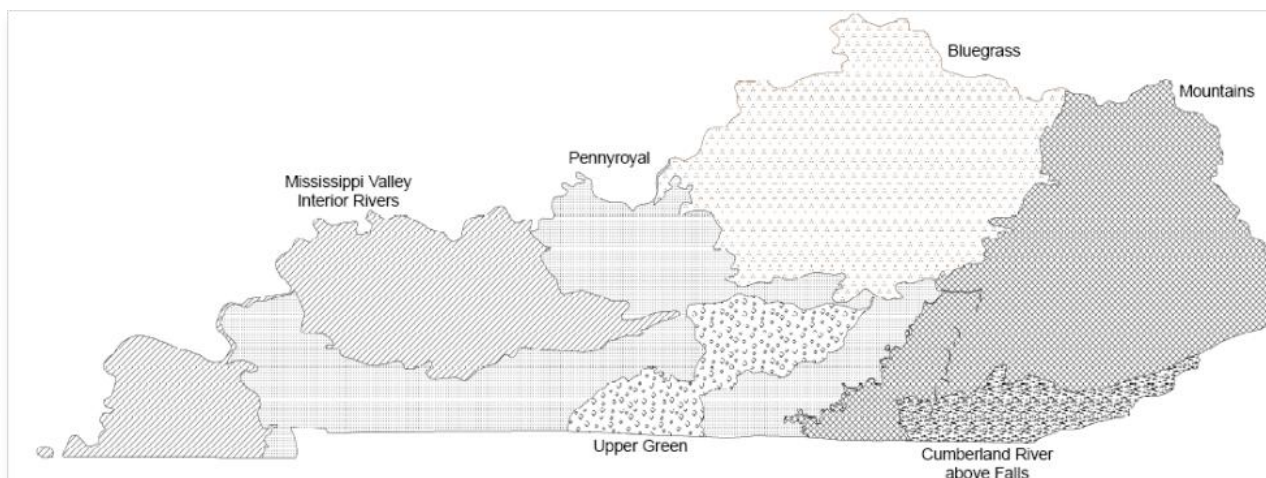 Bluegrass
Mountains
Pennyroyal
Mississippi Valley
Interior Rivers
Upper Green
Cumberland River
above Falls